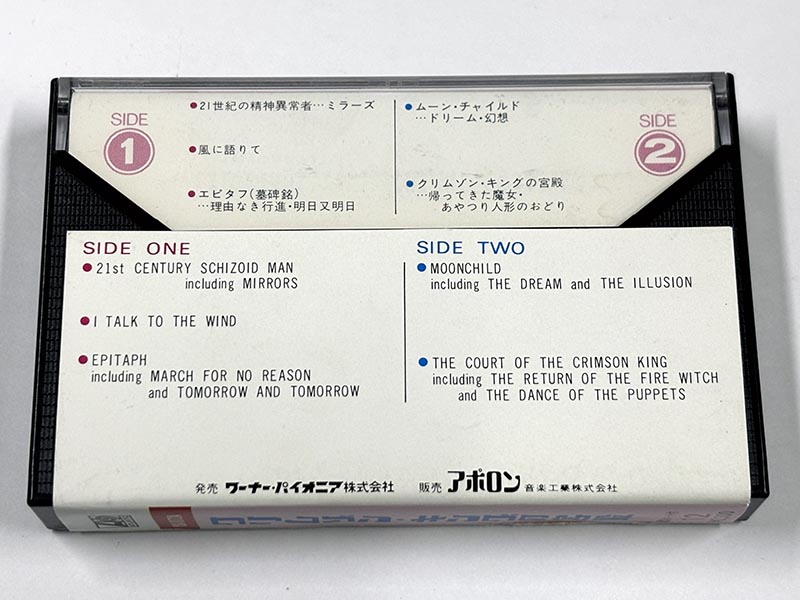 SIDE
1
●21世紀の精神異常者…ミラーズ
●風に語りて
●エピタフ(墓碑銘)
…理由なき行進・明日又明日
●ムーン・チャイルド
…ドリーム・幻想
●クリムゾン・キングの宮殿
…帰ってきた魔女・
あやつり人形のおどり
SIDE
2
SIDE ONE
●21st CENTURY SCHIZOID MAN
including MIRRORS
●I TALK TO THE WIND
●EPITAPH
including MARCH FOR NO REASON
and TOMORROW AND TOMORROW
SIDE TWO
●MOONCHILD
including THE DREAM and THE ILLUSION
●THE COURT OF THE CRIMSON KING
including THE RETURN OF THE FIRE WITCH
and THE DANCE OF THE PUPPETS
発売 ワーナー・パイオニア株式会社 販売 アポロン音楽工業株式会社